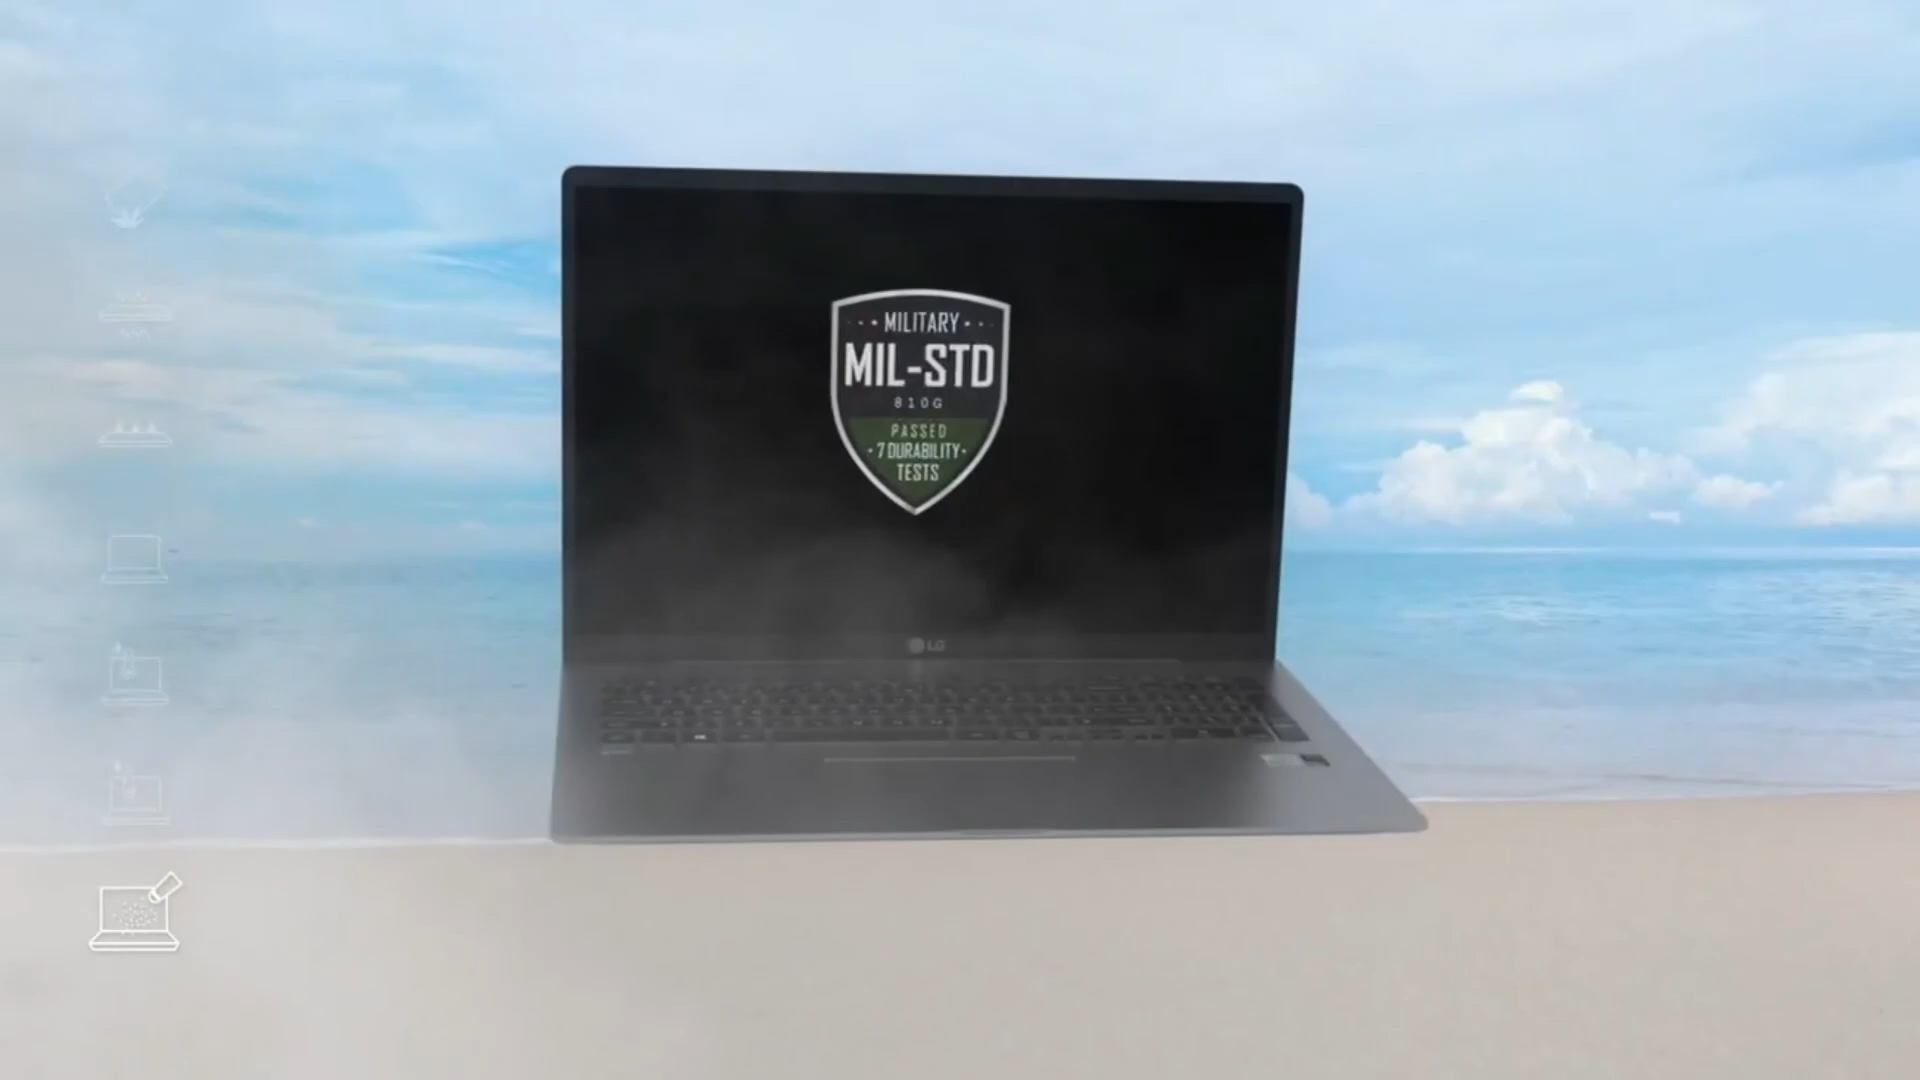 MILITARY
MIL-STD
810G
PASSED
7 DURABILITY
TESTS
LG